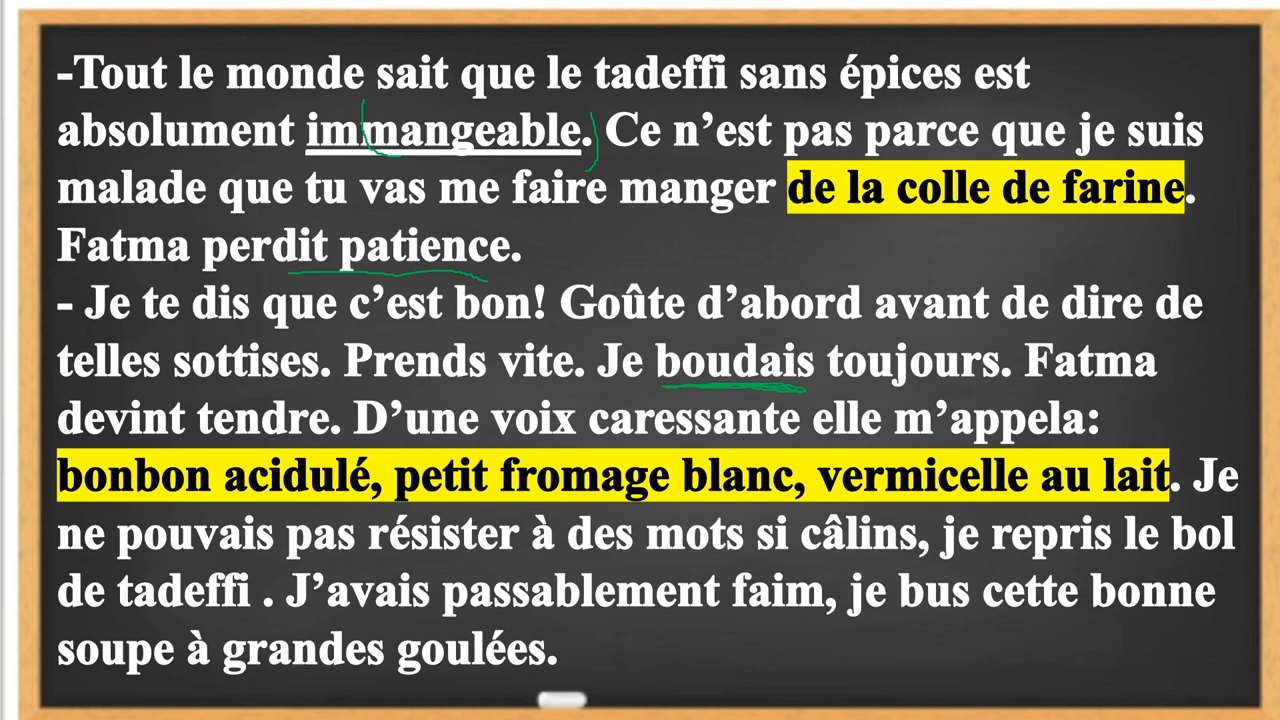 -Tout le monde sait que le tadeffi sans épices est
absolument immangeable. Ce n’est pas parce que je suis
malade que tu vas me faire manger de la colle de farine.
Fatma perdit patience.
- Je te dis que c’est bon! Goûte d’abord avant de dire de
telles sottises. Prends vite. Je boudais toujours. Fatma
devint tendre. D’une voix caressante elle m’appela:
bonbon acidulé, petit fromage blanc, vermicelle au lait. Je
ne pouvais pas résister à des mots si câlins, je repris le bol
de tadeffi . J’avais passablement faim, je bus cette bonne
soupe à grandes goulées.